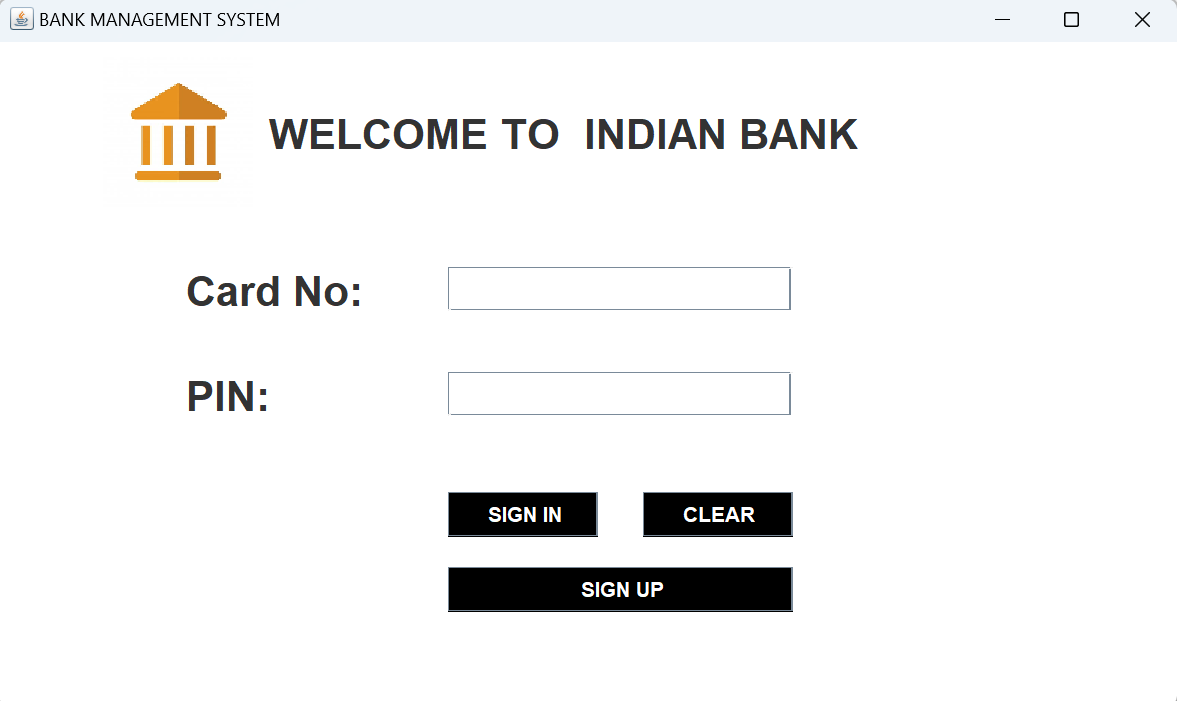 BANK MANAGEMENT SYSTEM
WELCOME TO  INDIAN BANK
Card No:
PIN:
SIGN IN
CLEAR
SIGN UP